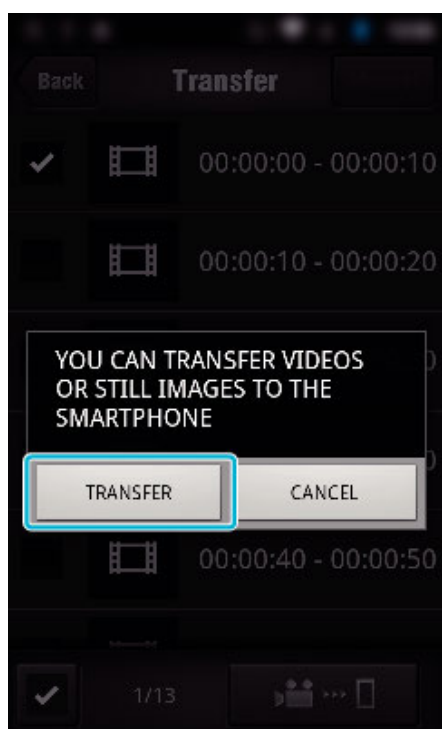 Back
Transfer
00:00:00 - 00:00:10
00:00:10 - 00:00:20
YOU CAN TRANSFER VIDEOS
OR STILL IMAGES TO THE
SMARTPHONE
TRANSFER
CANCEL
00:00:40 - 00:00:50
1/13